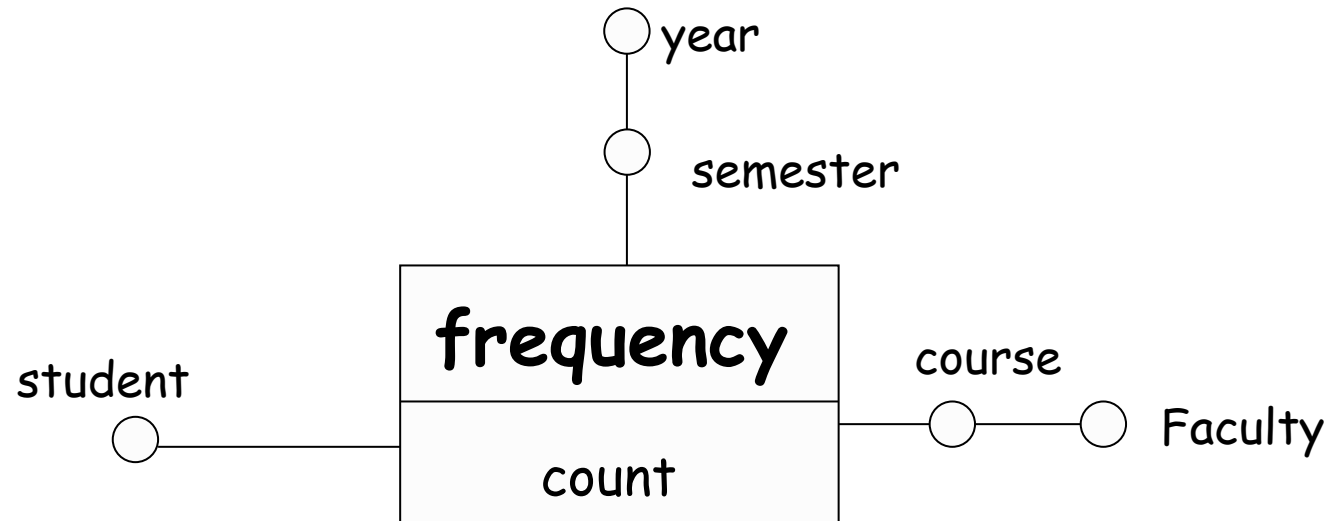 year
semester
frequency
student
course
Faculty
count